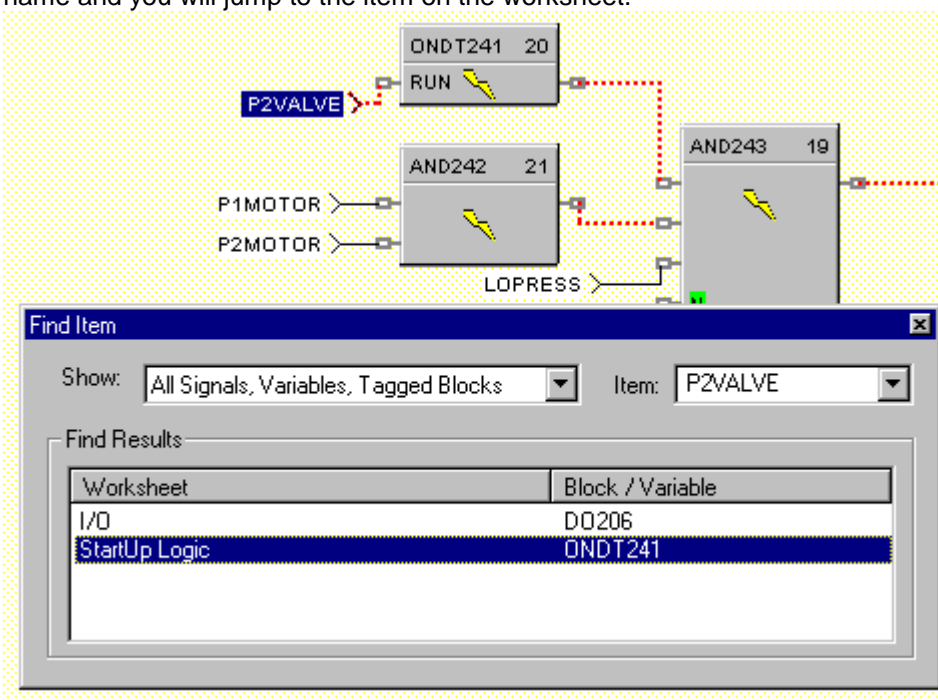 name and you will jump to the item on the worksheet.
ONDT241 20
RUN
P2VALVE
AND243 19
AND242 21
P1MOTOR
P2MOTOR
LOPRESS
N
Find Item
Show: All Signals, Variables, Tagged Blocks Item: P2VALVE
Find Results
Worksheet Block / Variable
I/O DO206
StartUp Logic ONDT241